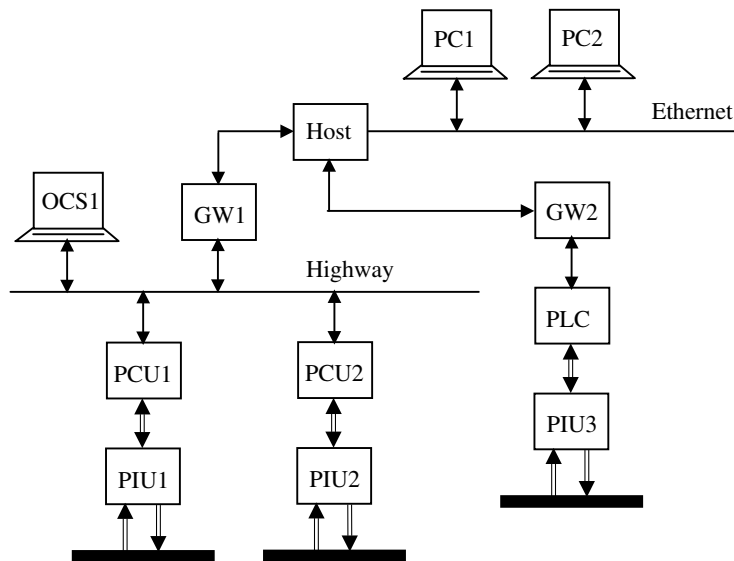 PC1
PC2
Ethernet
Host
OCS1
GW1
GW2
Highway
PLC
PCU1
PCU2
PIU3
PIU1
PIU2